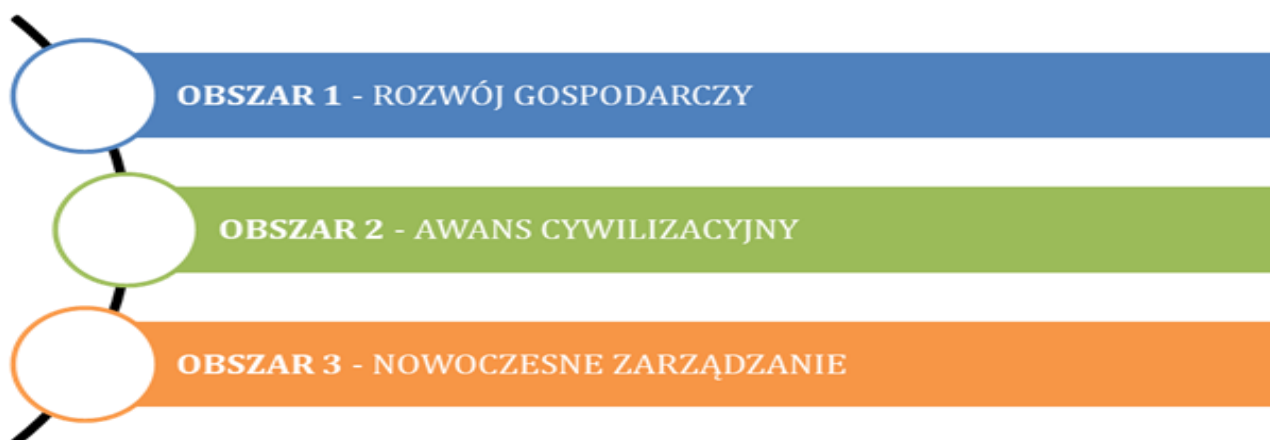 OBSZAR 1 - ROZWÓJ GOSPODARCZY
OBSZAR 2 - AWANS CYWILIZACYJNY
OBSZAR 3 - NOWOCZESNE ZARZĄDZANIE